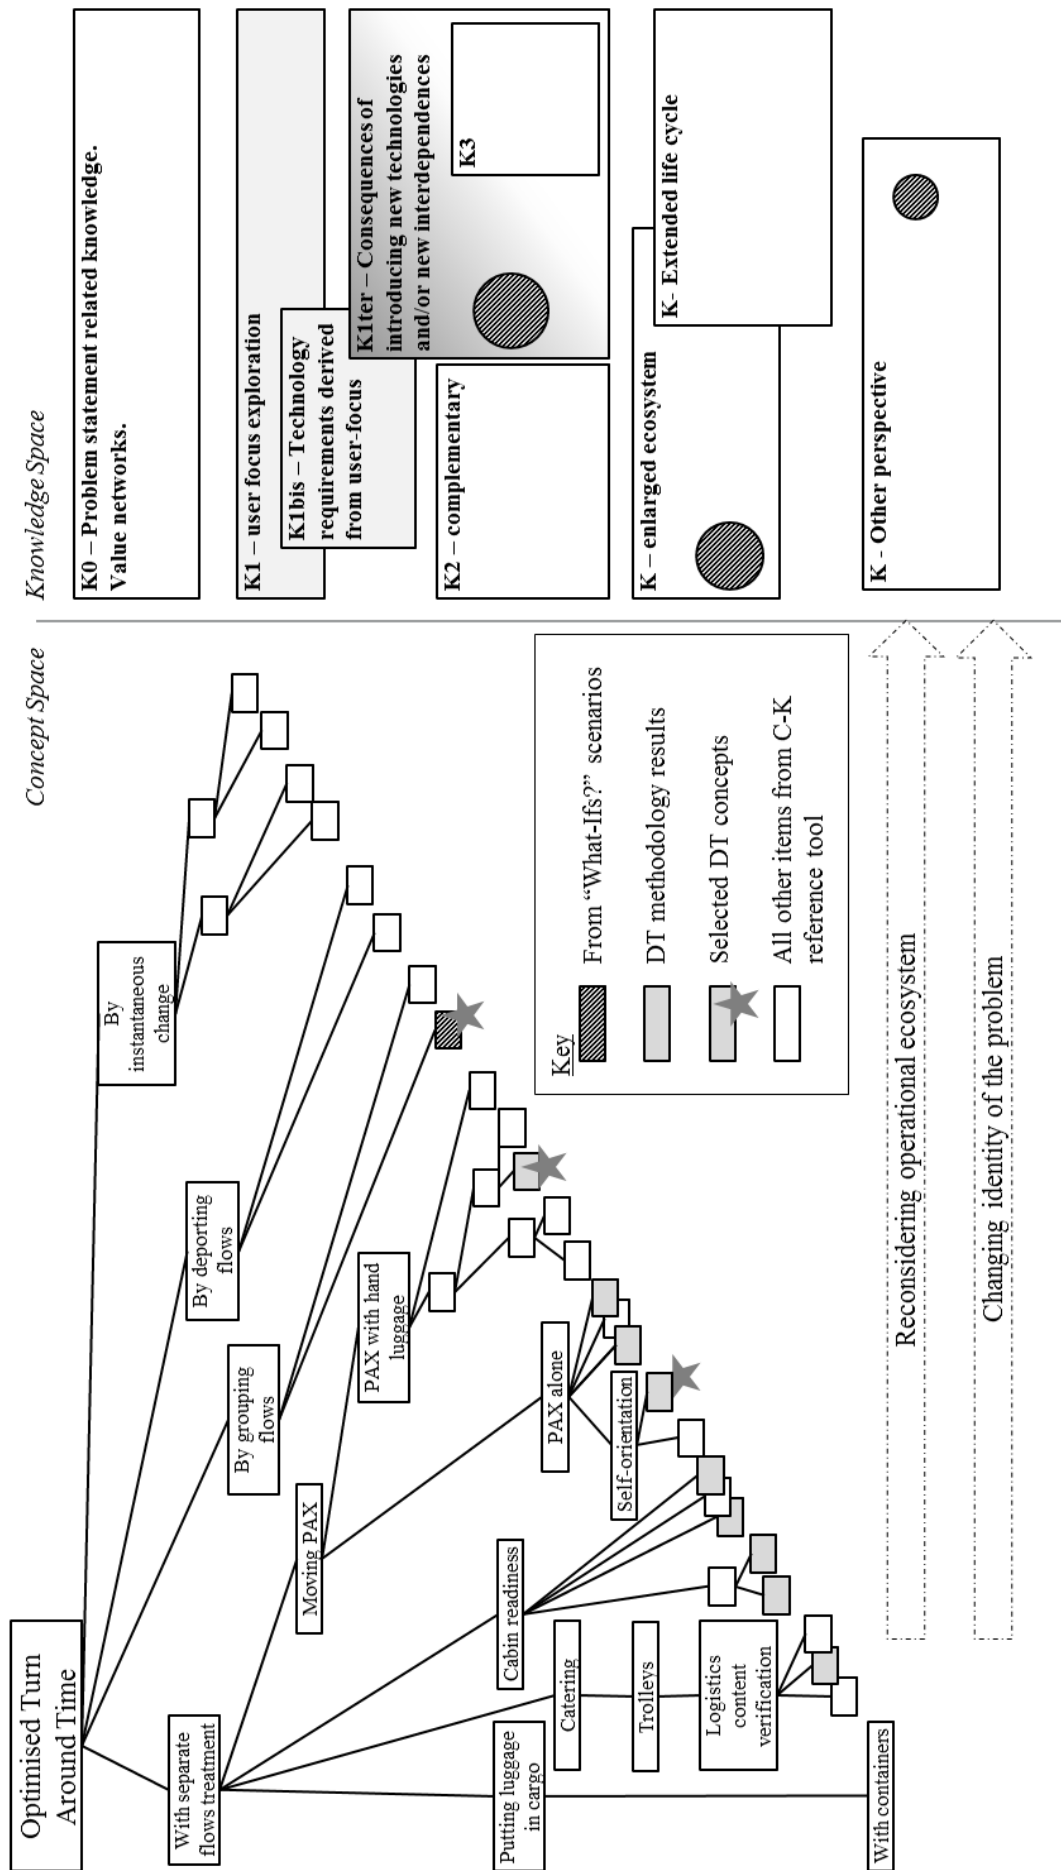 Concept Space
Knowledge Space
Optimised Turn
Around Time
With separate
flows treatment
By grouping
flows
By deporting
flows
By
instantaneous
change
Moving PAX
PAX with hand
luggage
PAX alone
Self-orientation
Cabin readiness
Catering
Trolleys
Logistics
content
verification
Putting luggage
in cargo
With containers
Key
From “What-Ifs?” scenarios
DT methodology results
Selected DT concepts
All other items from C-K
reference tool
Reconsidering operational ecosystem
Changing identity of the problem
K0 – Problem statement related knowledge.
Value networks.
K1 – user focus exploration
K1bis – Technology
requirements derived
from user-focus
K1ter – Consequences of
introducing new technologies
and/or new interdependences
K3
K2 – complementary
K – enlarged ecosystem
K- Extended life cycle
K - Other perspective